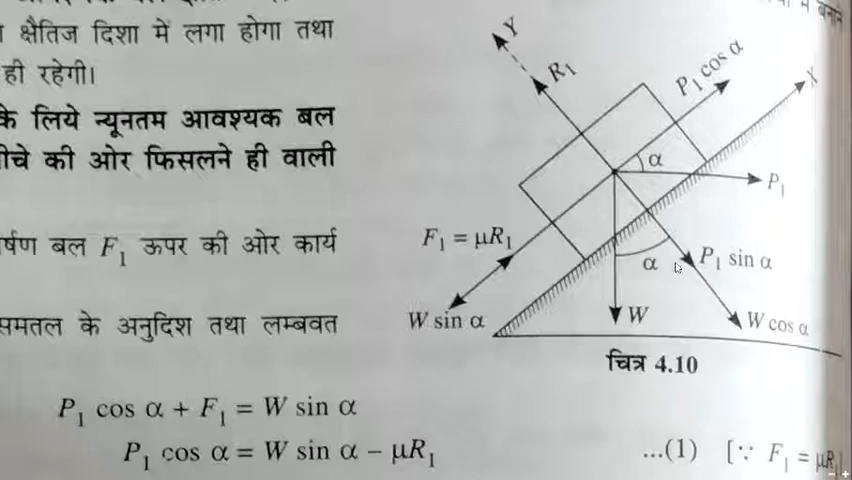 क्षैतिज दिशा में लगा होगा तथा
ही रहेगी।
के लिये न्यूनतम आवश्यक बल
की ओर फिसलने ही वाली
बल F₁ ऊपर की ओर कार्य
समतल के अनुदिश तथा लम्बवत
Y
R₁
P₁ cos α
X
α
P₁
F₁ = μR₁
α
P₁ sin α
W sin α
W
W cos α
चित्र 4.10
P₁ cos α + F₁ = W sin α
P₁ cos α = W sin α − μR₁ ...(1) [∵ F₁ = μR₁